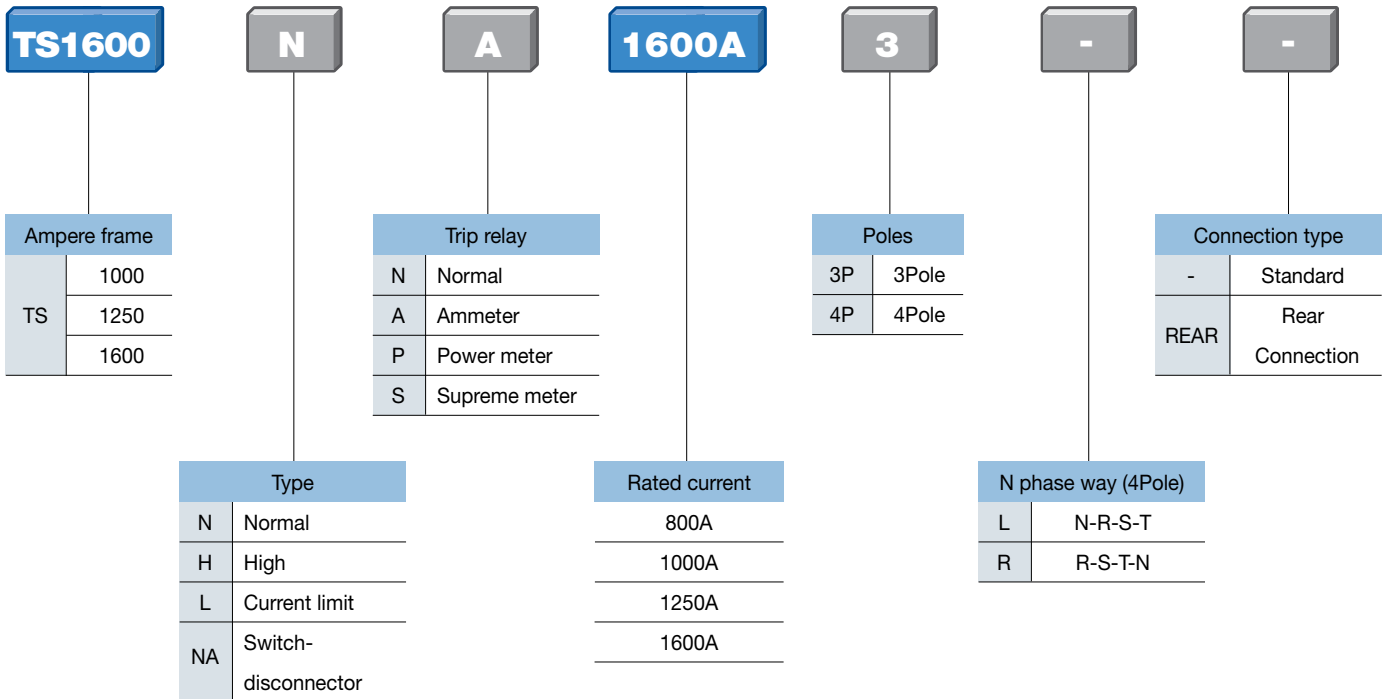 TS1600 N A 1600A 3 - -
Ampere frame
TS
1000
1250
1600
Trip relay
N Normal
A Ammeter
P Power meter
S Supreme meter
Poles
3P 3Pole
4P 4Pole
Connection type
- Standard
REAR
Rear
Connection
Type
N Normal
H High
L Current limit
NA
Switch-
disconnector
Rated current
800A
1000A
1250A
1600A
N phase way (4Pole)
L N-R-S-T
R R-S-T-N